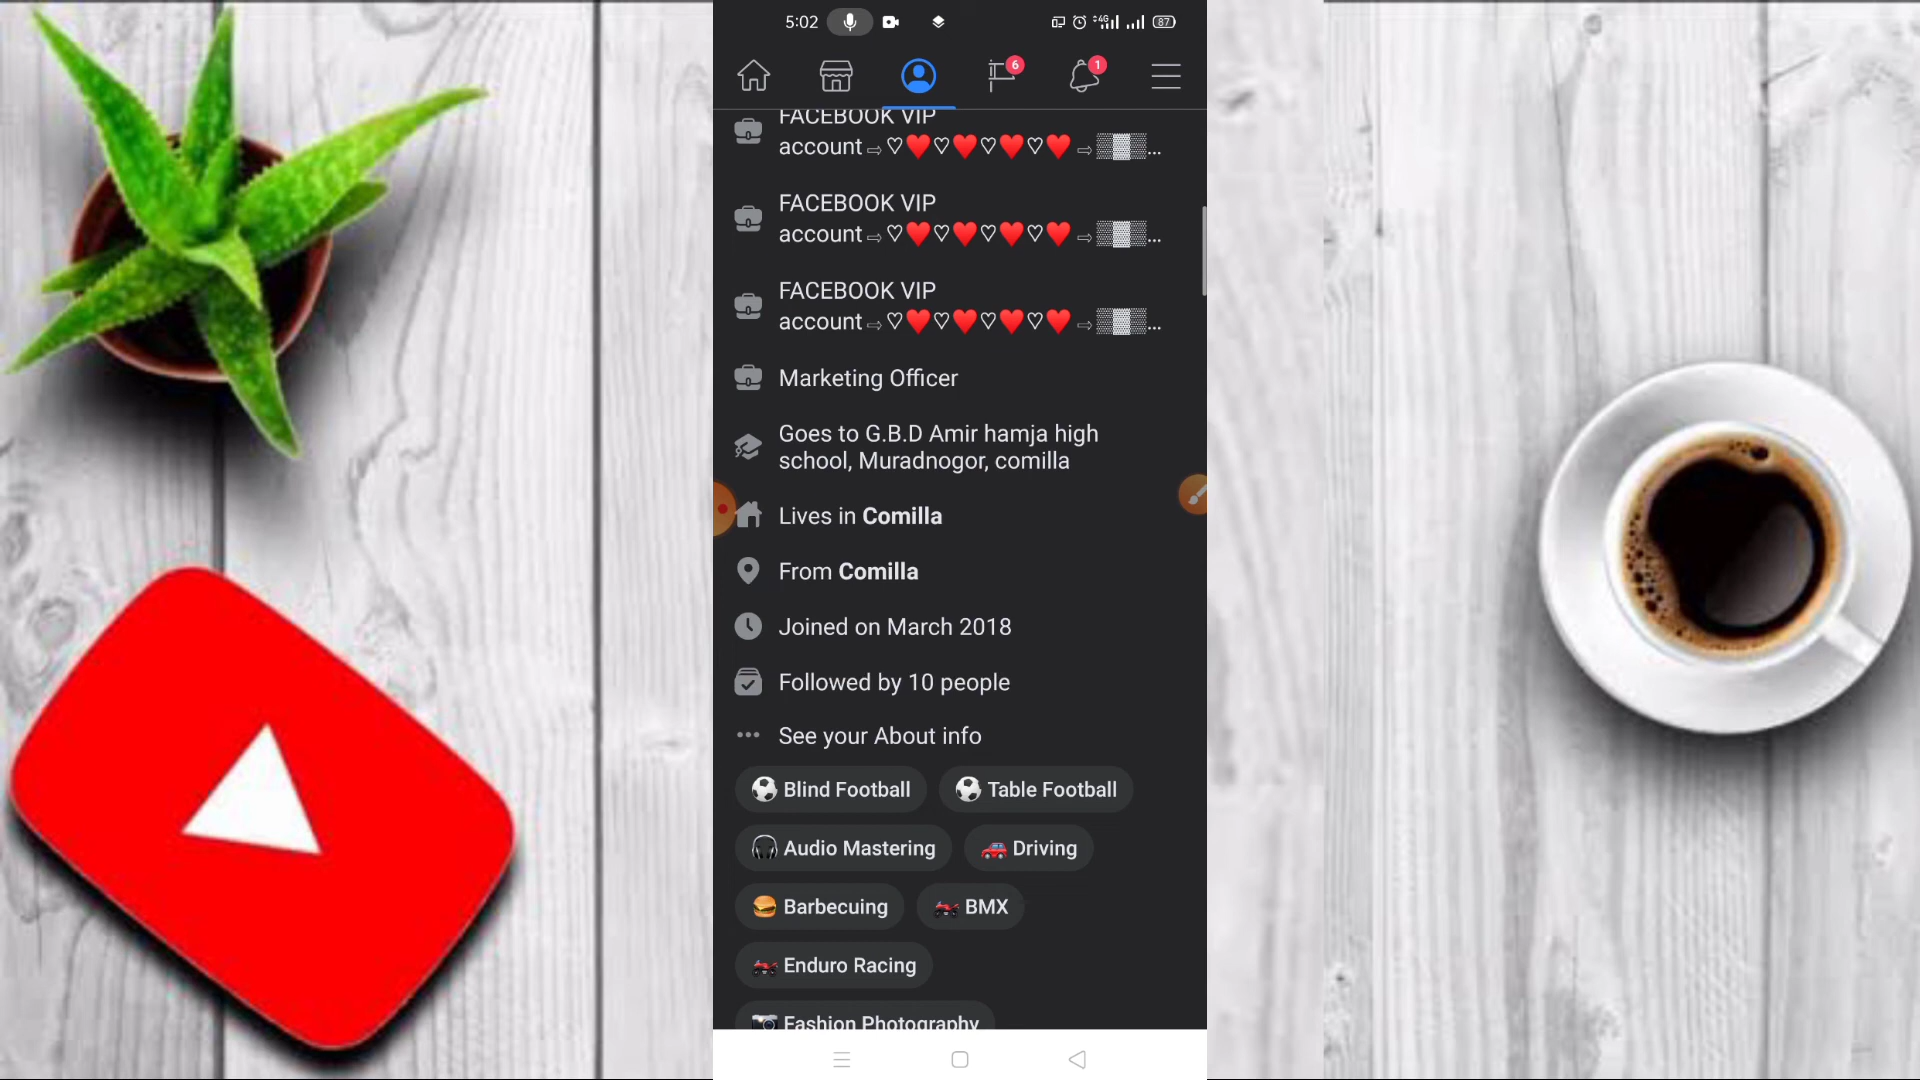 5:02
4G
87
6
1
FACEBOOK VIP
account ⇨♡❤️♡❤️♡❤️♡❤️ ⇨▒▓▒...
FACEBOOK VIP
account ⇨♡❤️♡❤️♡❤️♡❤️ ⇨▒▓▒...
FACEBOOK VIP
account ⇨♡❤️♡❤️♡❤️♡❤️ ⇨▒▓▒...
Marketing Officer
Goes to G.B.D Amir hamja high
school, Muradnogor, comilla
Lives in Comilla
From Comilla
Joined on March 2018
Followed by 10 people
See your About info
Blind Football
Table Football
Audio Mastering
Driving
Barbecuing
BMX
Enduro Racing
Fashion Photography